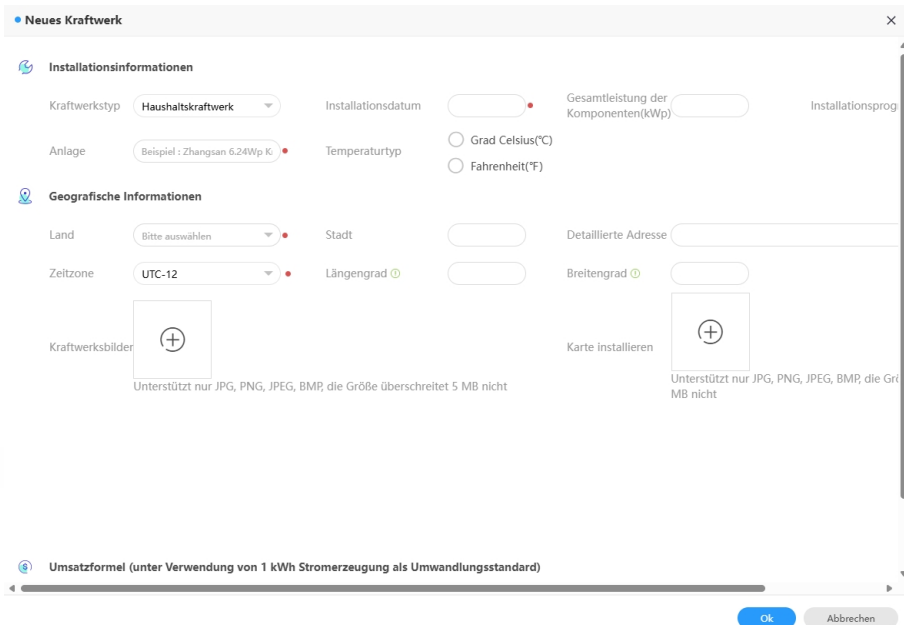 Neues Kraftwerk
Installationsinformationen
Kraftwerkstyp Haushaltskraftwerk Installationsdatum Gesamtleistung der
Komponenten(kWp)
Anlage Beispiel : Zhangsan 6.24Wp Temperaturtyp Grad Celsius(℃)
Fahrenheit(℉)
Geografische Informationen
Land Bitte auswählen Stadt Detaillierte Adresse
Zeitzone UTC-12 Längengrad Breitengrad
Kraftwerksbilder Karte installieren
Unterstützt nur JPG, PNG, JPEG, BMP, die Größe überschreitet 5 MB nicht
Unterstützt nur JPG, PNG, JPEG, BMP, die
MB nicht
Umsatzformel (unter Verwendung von 1 kWh Stromerzeugung als Umwandlungsstandard)
Ok Abbrechen